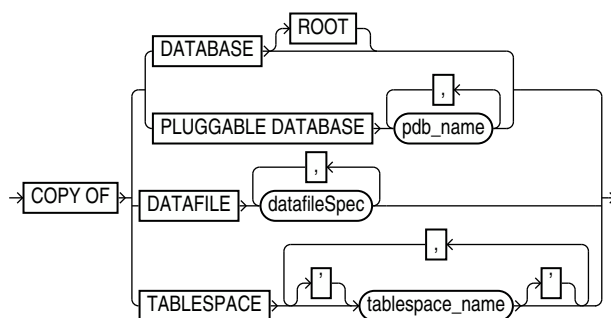 ROOT
DATABASE
,
PLUGGABLE DATABASE pdb_name
,
COPY OF DATAFILE datafileSpec
,
TABLESPACE ' tablespace_name '